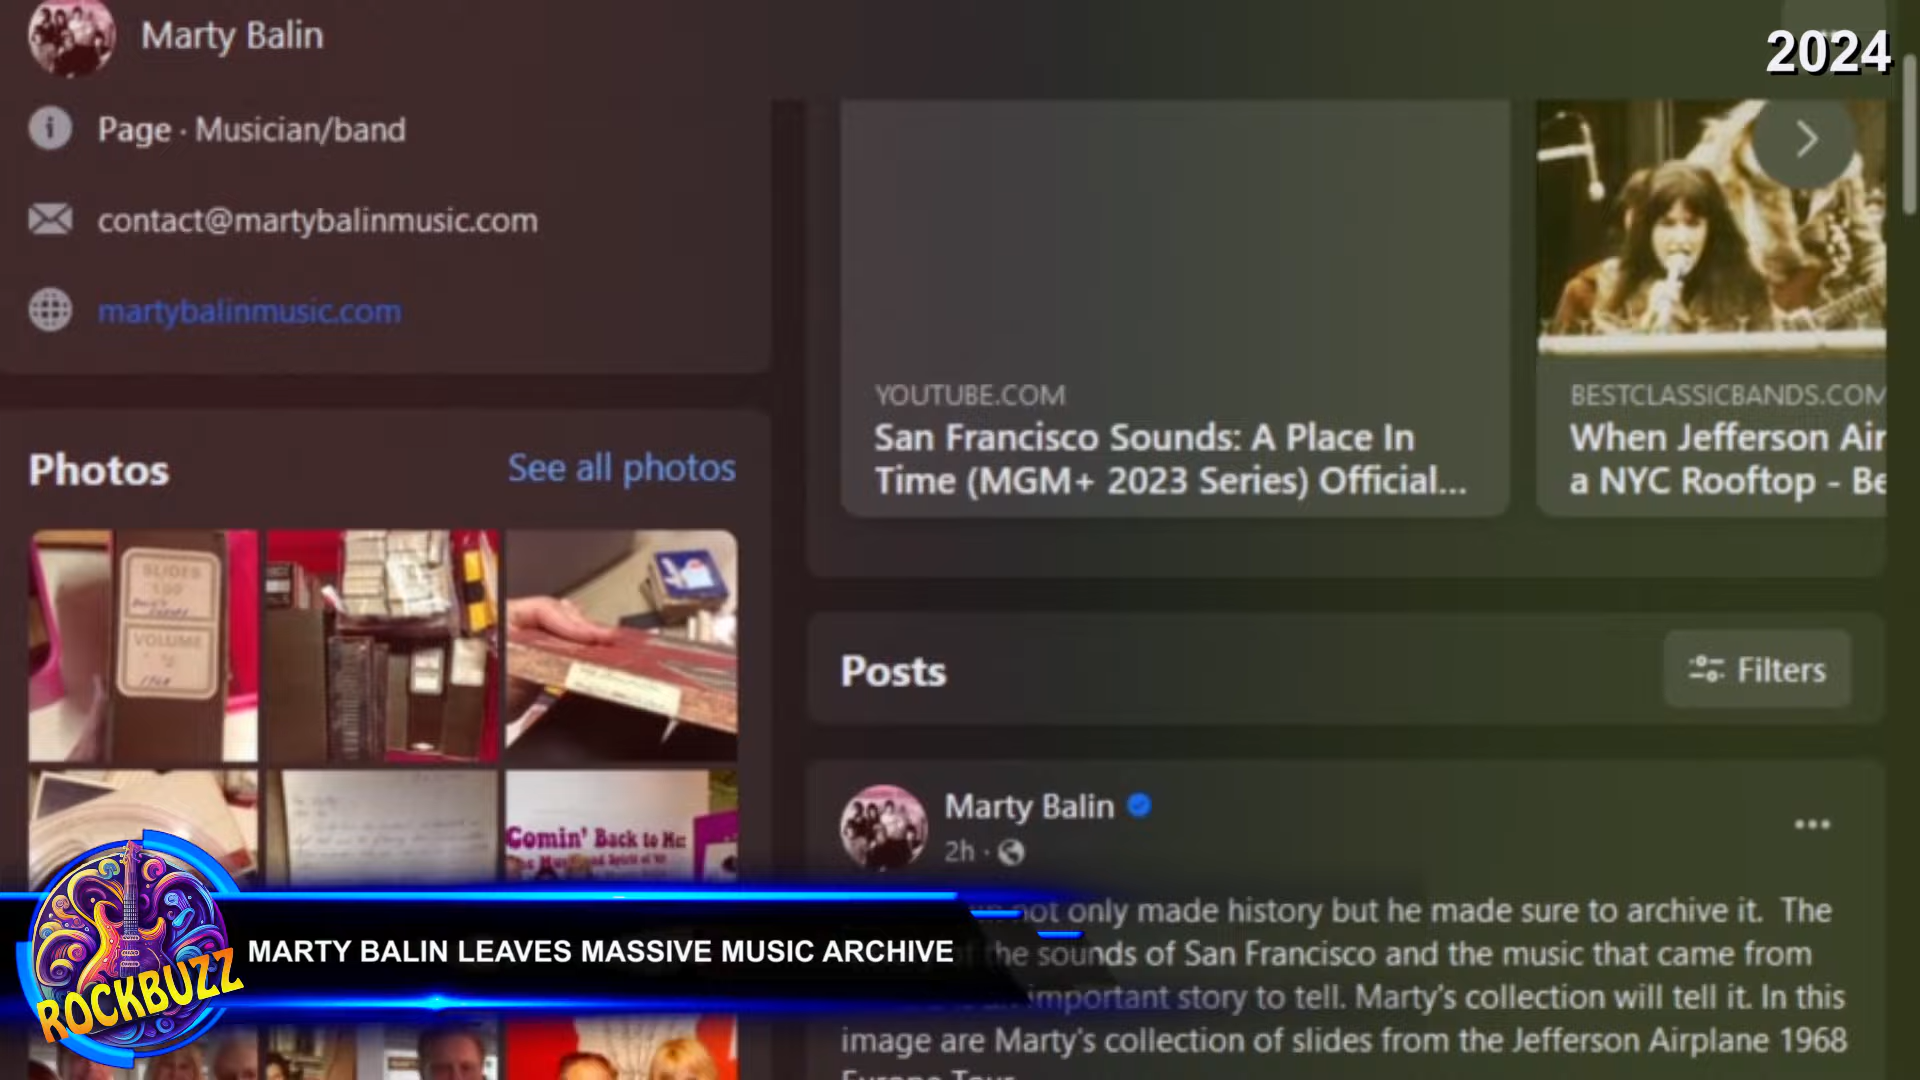 Marty Balin
2024
Page · Musician/band
contact@martybalinmusic.com
martybalinmusic.com
YOUTUBE.COM
San Francisco Sounds: A Place In
Time (MGM+ 2023 Series) Official...
BESTCLASSICBANDS.COM
When Jefferson Air
a NYC Rooftop - Be
Photos
See all photos
SLIDES
VOLUME
1968
Comin' Back to Me:
Posts
Filters
Marty Balin
2h ·
not only made history but he made sure to archive it. The
the sounds of San Francisco and the music that came from
important story to tell. Marty's collection will tell it. In this
image are Marty's collection of slides from the Jefferson Airplane 1968
Europe Tour
ROCKBUZZ
MARTY BALIN LEAVES MASSIVE MUSIC ARCHIVE